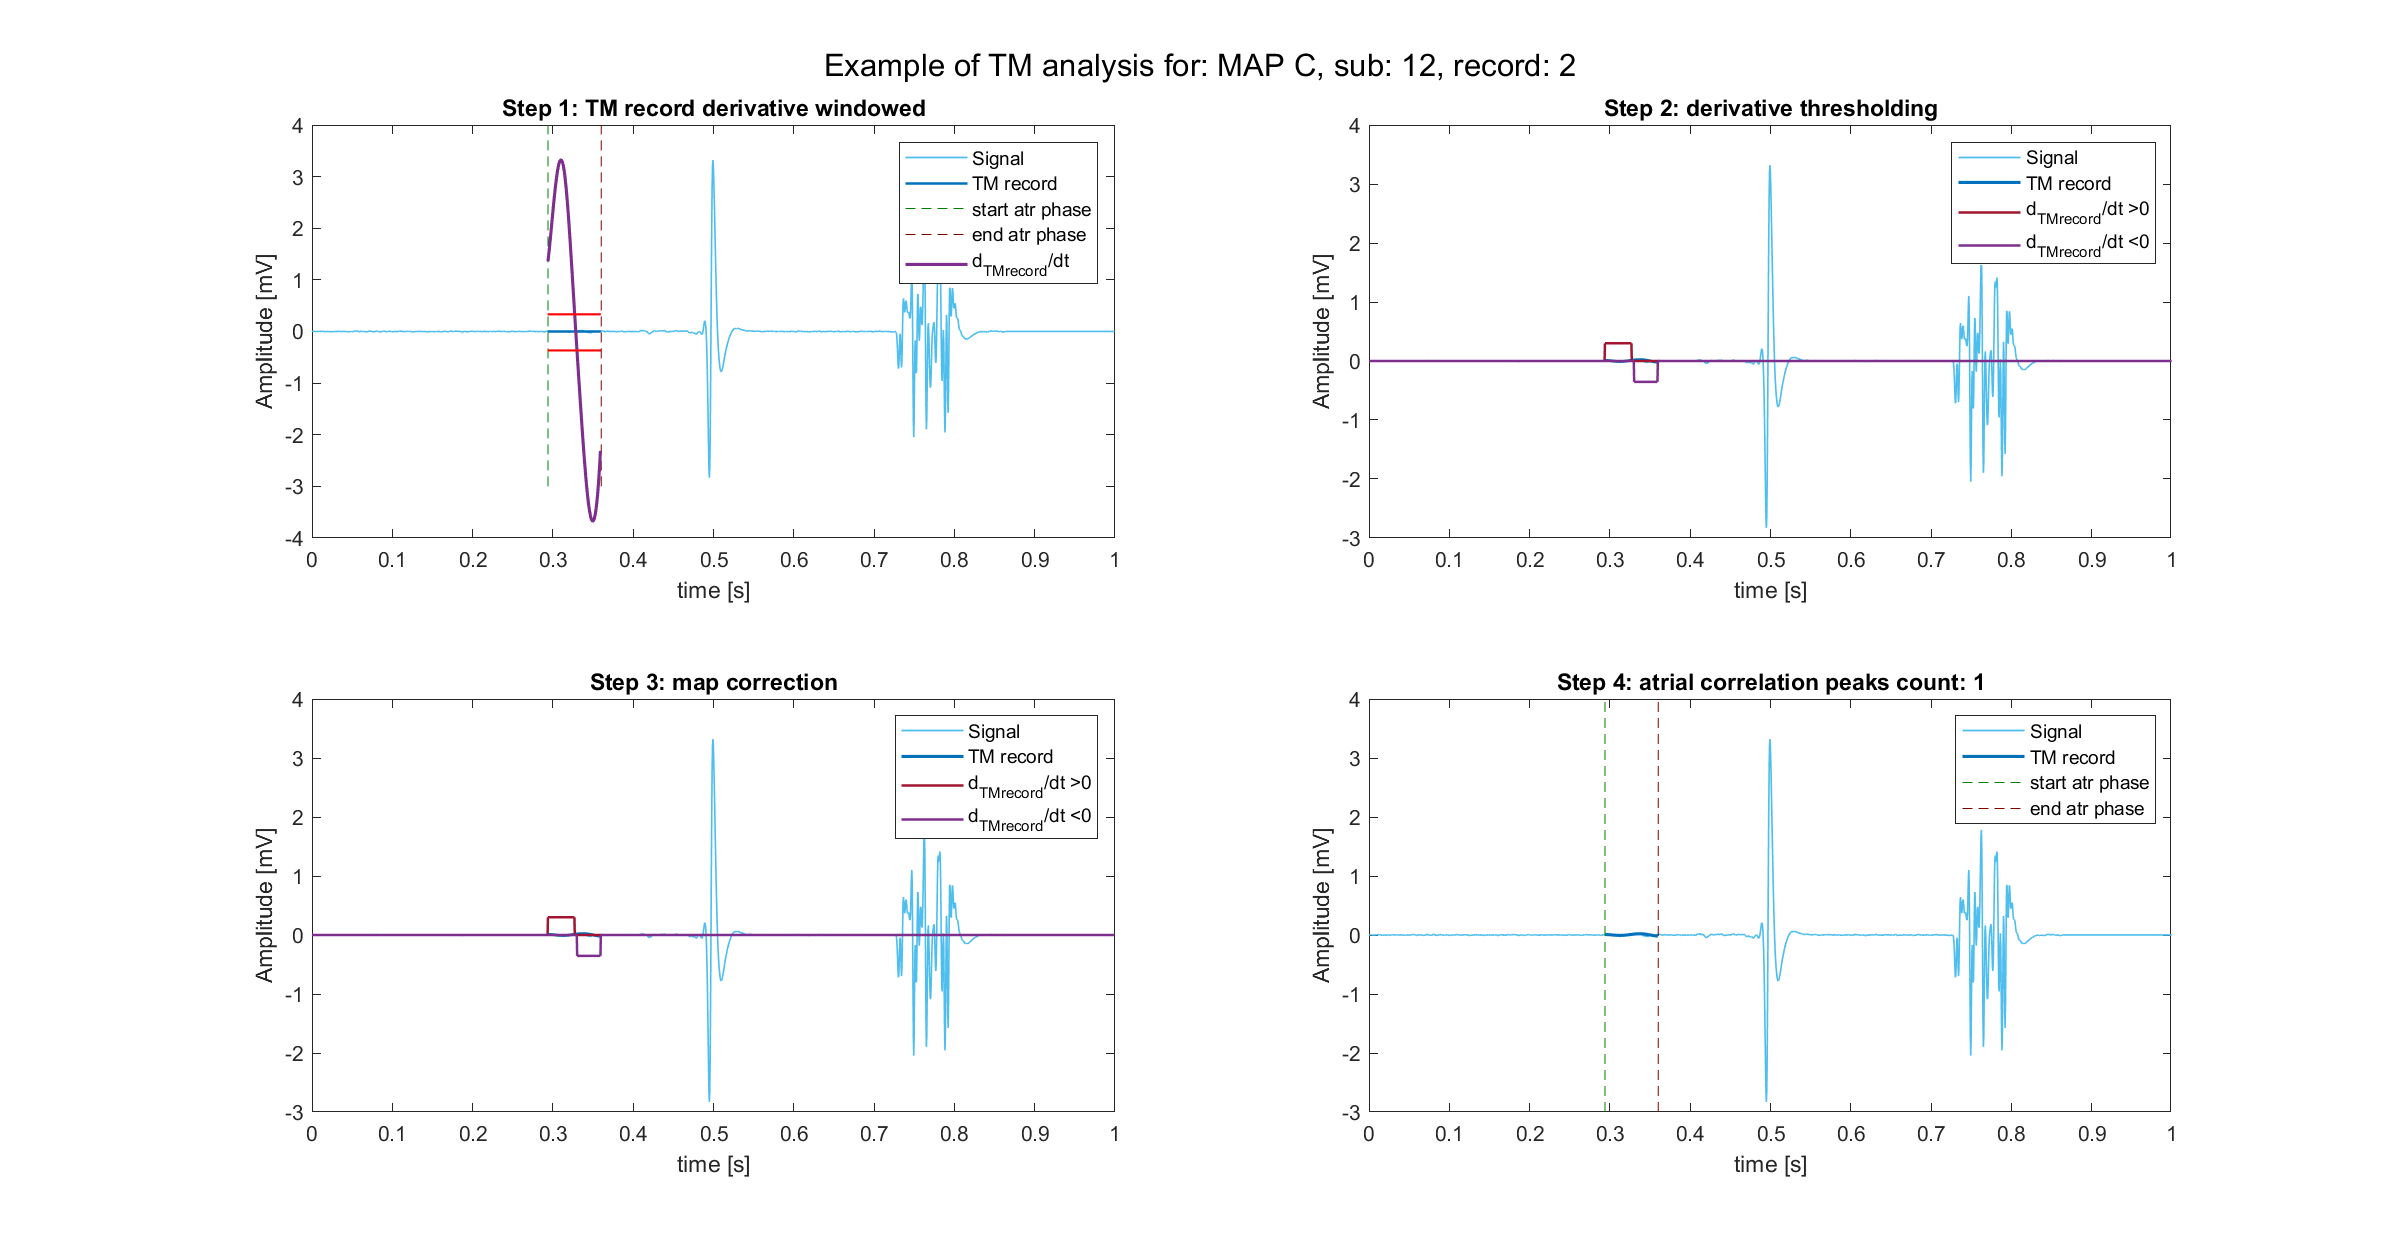 Example of TM analysis for: MAP C, sub: 12, record: 2
Step 1: TM record derivative windowed
4
3
2
1
0
-1
-2
-3
-4
Amplitude [mV]
0 0.1 0.2 0.3 0.4 0.5 0.6 0.7 0.8 0.9 1
time [s]
Signal
TM record
start atr phase
end atr phase
dTMrecord/dt
Step 2: derivative thresholding
4
3
2
1
0
-1
-2
-3
Amplitude [mV]
0 0.1 0.2 0.3 0.4 0.5 0.6 0.7 0.8 0.9 1
time [s]
Signal
TM record
dTMrecord/dt >0
dTMrecord/dt <0
Step 3: map correction
4
3
2
1
0
-1
-2
-3
Amplitude [mV]
0 0.1 0.2 0.3 0.4 0.5 0.6 0.7 0.8 0.9 1
time [s]
Signal
TM record
dTMrecord/dt >0
dTMrecord/dt <0
Step 4: atrial correlation peaks count: 1
4
3
2
1
0
-1
-2
-3
Amplitude [mV]
0 0.1 0.2 0.3 0.4 0.5 0.6 0.7 0.8 0.9 1
time [s]
Signal
TM record
start atr phase
end atr phase